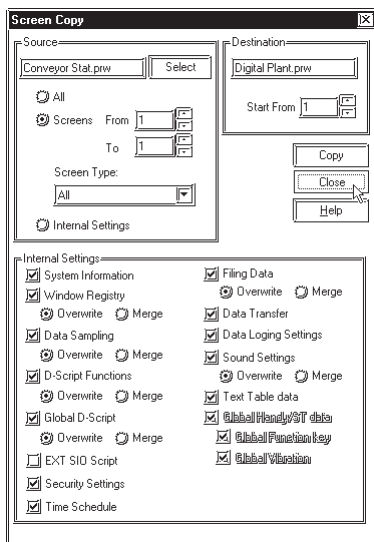 Screen Copy
Source
Conveyor Stat.prw
Select
All
Screens From 1
To 1
Screen Type:
All
Internal Settings
Destination
Digital Plant.prw
Start From 1
Copy
Close
Help
Internal Settings
System Information
Window Registry
Overwrite Merge
Data Sampling
Overwrite Merge
D-Script Functions
Overwrite Merge
Global D-Script
Overwrite Merge
EXT SIO Script
Security Settings
Time Schedule
Filing Data
Overwrite Merge
Data Transfer
Data Loging Settings
Sound Settings
Overwrite Merge
Text Table data
Global Handy/ST data
Global Function key
Global Vibration